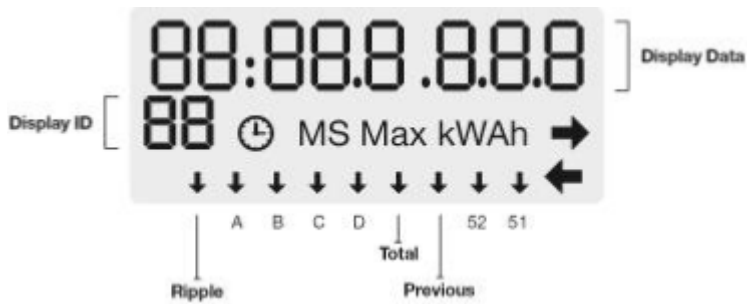 88:88.8.8.8.8 Display Data
Display ID 88 MS Max kWAh
A B C D 52 51
Total
Ripple Previous